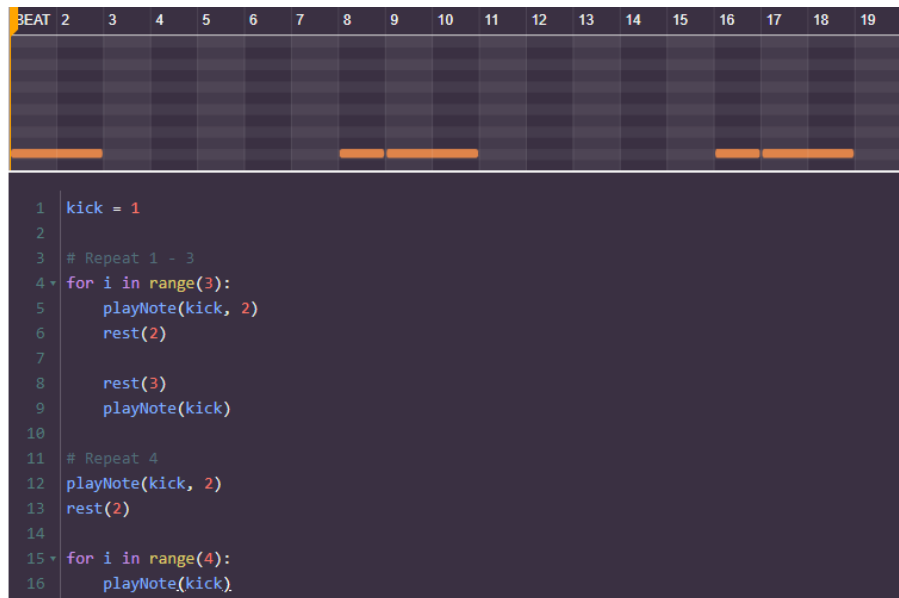 BEAT 2 3 4 5 6 7 8 9 10 11 12 13 14 15 16 17 18 19
1 kick = 1
2
3 # Repeat 1 - 3
4 for i in range(3):
5 playNote(kick, 2)
6 rest(2)
7
8 rest(3)
9 playNote(kick)
10
11 # Repeat 4
12 playNote(kick, 2)
13 rest(2)
14
15 for i in range(4):
16 playNote(kick)